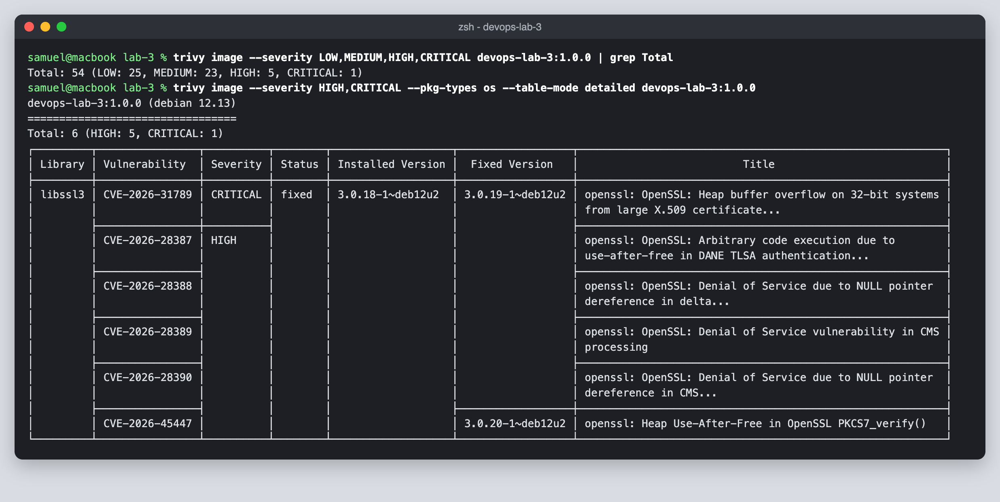 zsh - devops-lab-3
samuel@macbook lab-3 % trivy image --severity LOW,MEDIUM,HIGH,CRITICAL devops-lab-3:1.0.0 | grep Total
Total: 54 (LOW: 25, MEDIUM: 23, HIGH: 5, CRITICAL: 1)
samuel@macbook lab-3 % trivy image --severity HIGH,CRITICAL --pkg-types os --table-mode detailed devops-lab-3:1.0.0
devops-lab-3:1.0.0 (debian 12.13)
=================================
Total: 6 (HIGH: 5, CRITICAL: 1)
Library Vulnerability Severity Status Installed Version Fixed Version Title
libssl3 CVE-2026-31789 CRITICAL fixed 3.0.18-1~deb12u2 3.0.19-1~deb12u2 openssl: OpenSSL: Heap buffer overflow on 32-bit systems
from large X.509 certificate...
CVE-2026-28387 HIGH openssl: OpenSSL: Arbitrary code execution due to
use-after-free in DANE TLSA authentication...
CVE-2026-28388 openssl: OpenSSL: Denial of Service due to NULL pointer
dereference in delta...
CVE-2026-28389 openssl: OpenSSL: Denial of Service vulnerability in CMS
processing
CVE-2026-28390 openssl: OpenSSL: Denial of Service due to NULL pointer
dereference in CMS...
CVE-2026-45447 3.0.20-1~deb12u2 openssl: Heap Use-After-Free in OpenSSL PKCS7_verify()